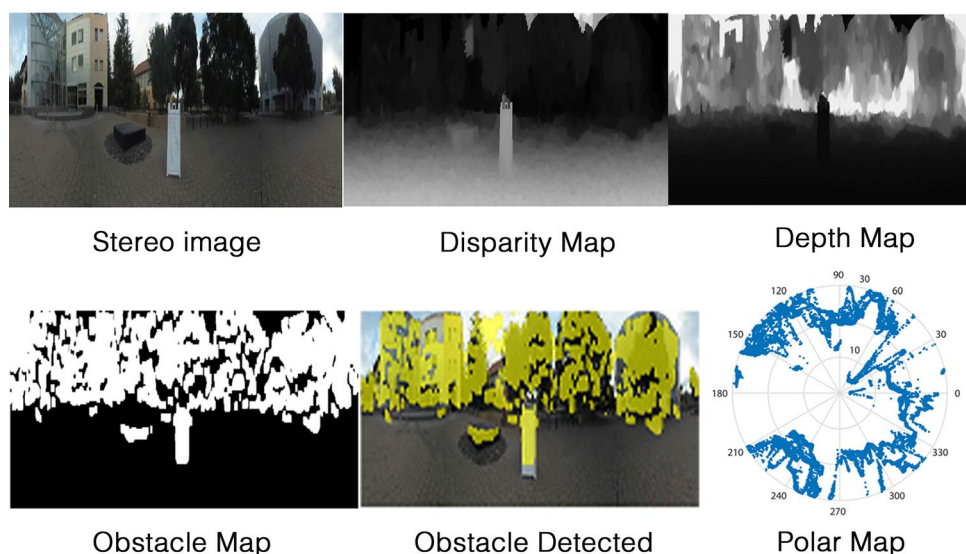 Stereo image
Disparity Map
Depth Map
90
120
30
60
150
10
30
180
0
210
330
240
300
270
Obstacle Map
Obstacle Detected
Polar Map